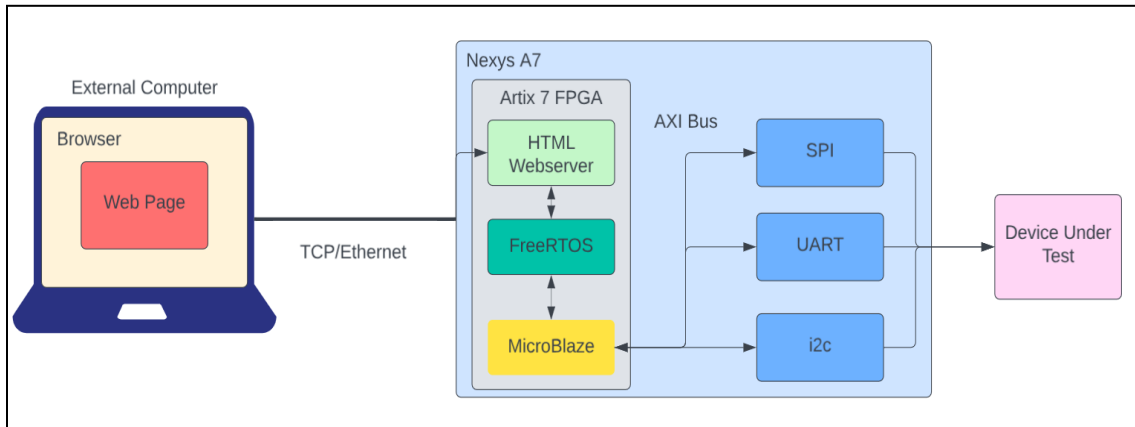 External Computer
Browser
Web Page
TCP/Ethernet
Nexys A7
Artix 7 FPGA
HTML
Webserver
FreeRTOS
MicroBlaze
AXI Bus
SPI
UART
i2c
Device Under
Test